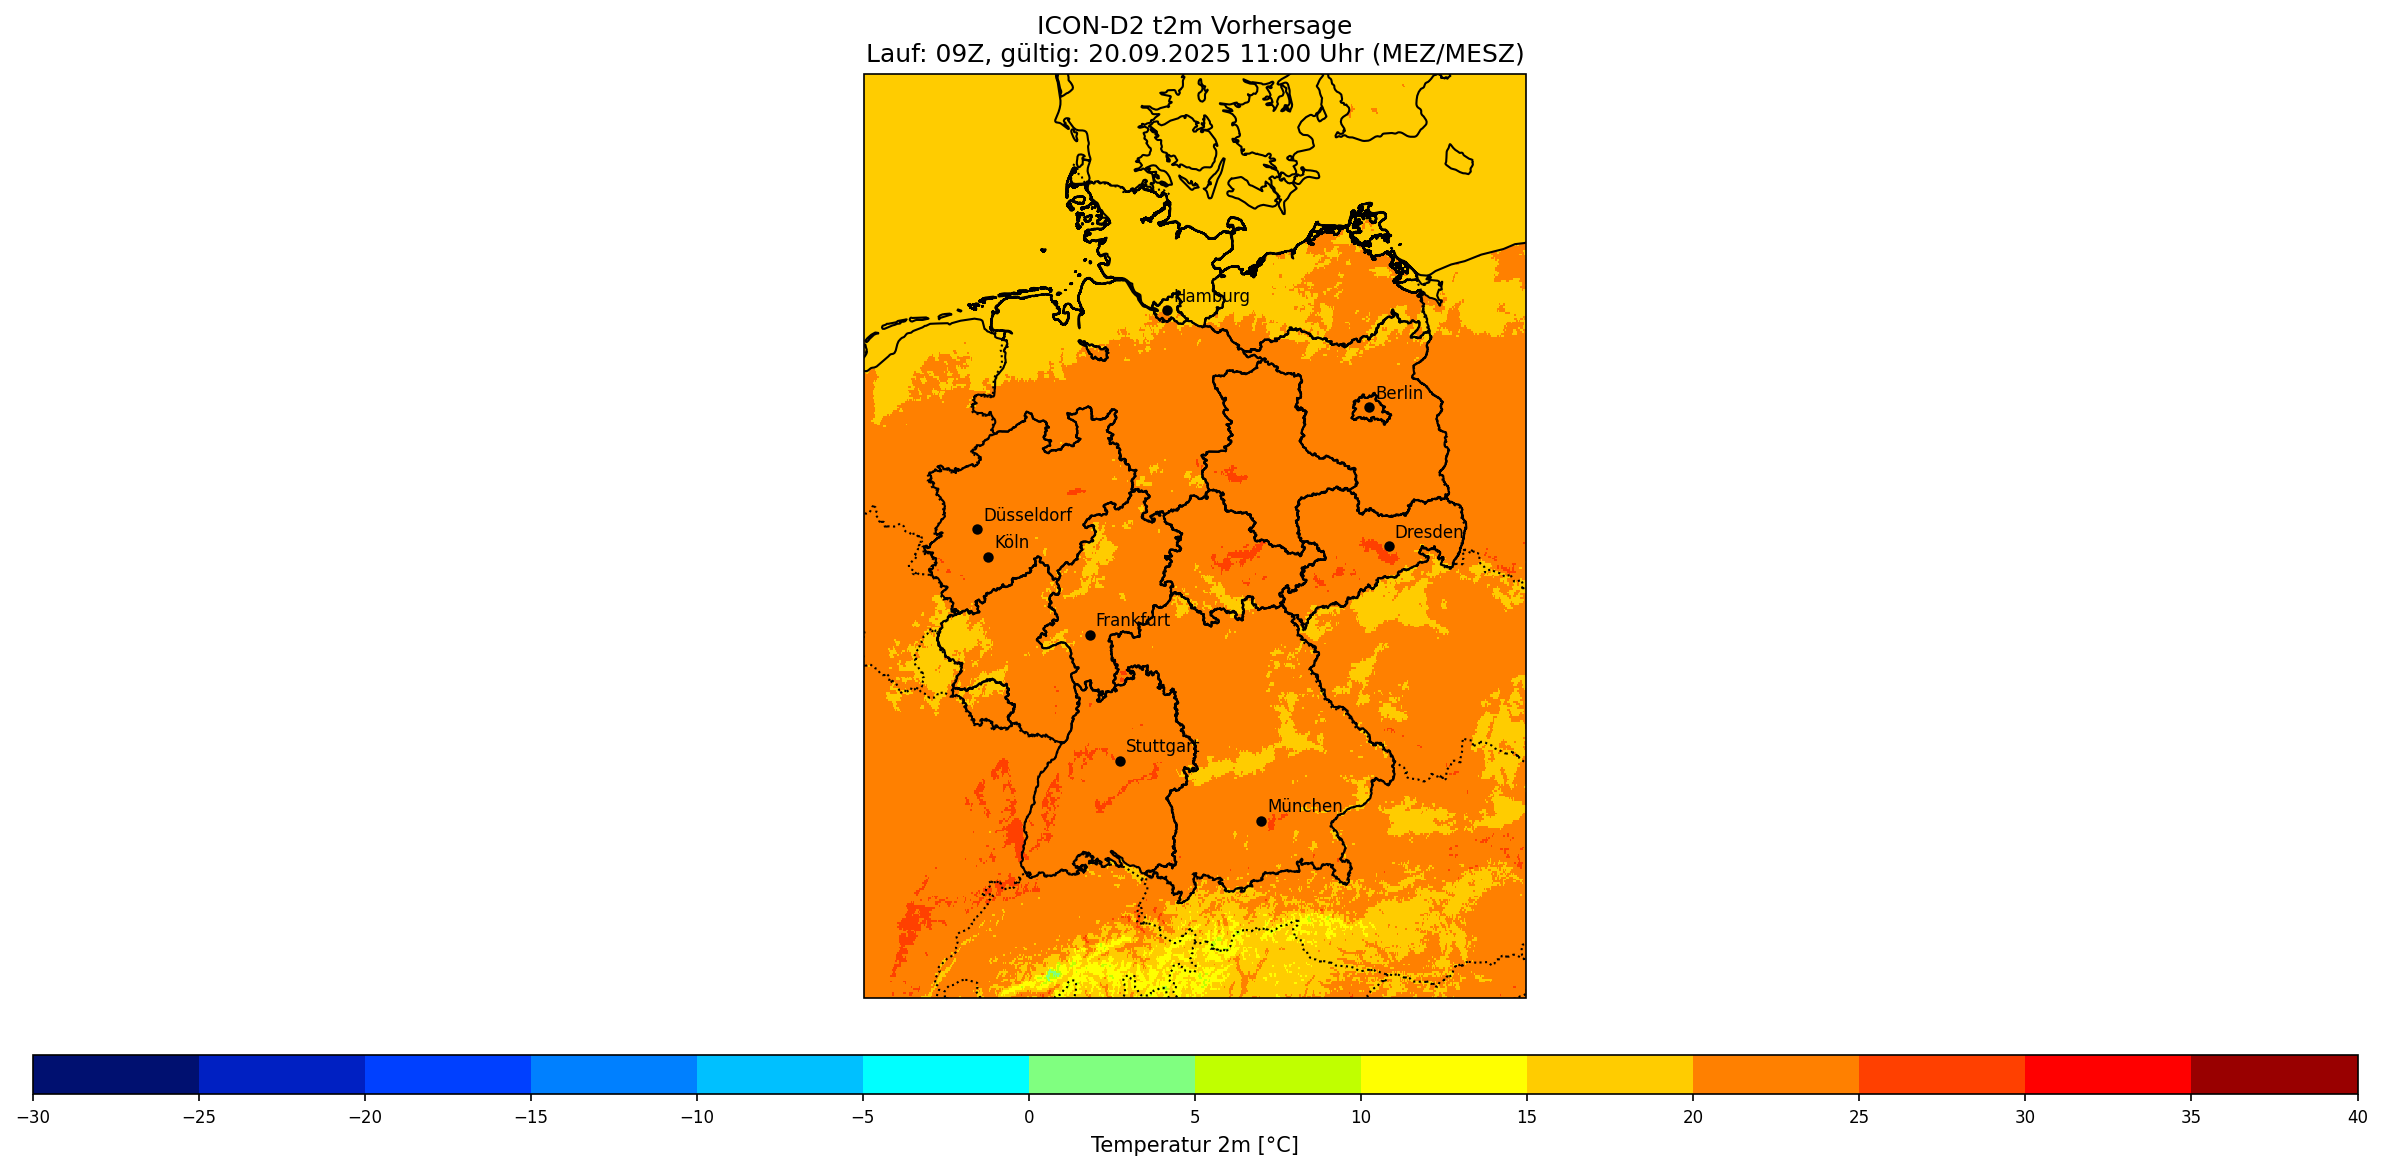 ICON-D2 t2m Vorhersage
Lauf: 09Z, gültig: 20.09.2025 11:00 Uhr (MEZ/MESZ)
Hamburg
Berlin
Düsseldorf
Dresden
Köln
Frankfurt
Stuttgart
München
−30 −25 −20 −15 −10 −5 0 5 10 15 20 25 30 35 40
Temperatur 2m [°C]